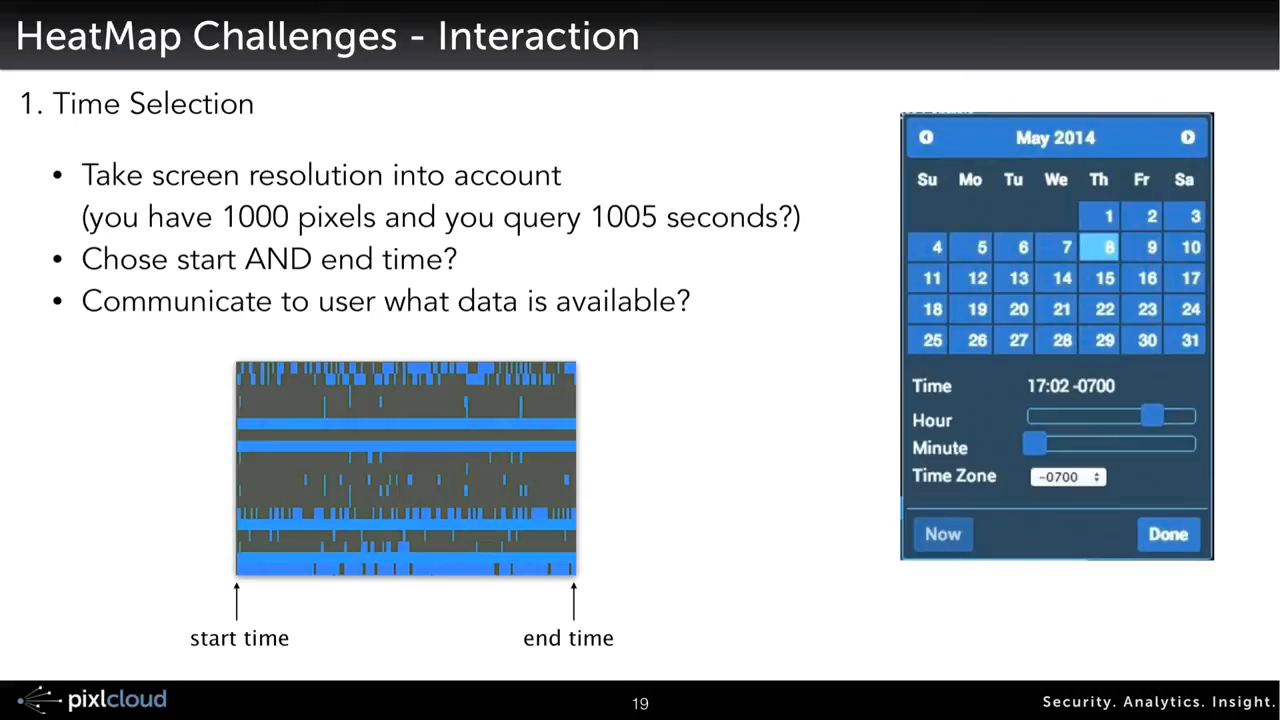 HeatMap Challenges - Interaction
1. Time Selection
• Take screen resolution into account
(you have 1000 pixels and you query 1005 seconds?)
• Chose start AND end time?
• Communicate to user what data is available?
start time
end time
May 2014
Su Mo Tu We Th Fr Sa
1 2 3
4 5 6 7 8 9 10
11 12 13 14 15 16 17
18 19 20 21 22 23 24
25 26 27 28 29 30 31
Time 17:02 -0700
Hour
Minute
Time Zone -0700
Now Done
pixlcloud
19
Security. Analytics. Insight.